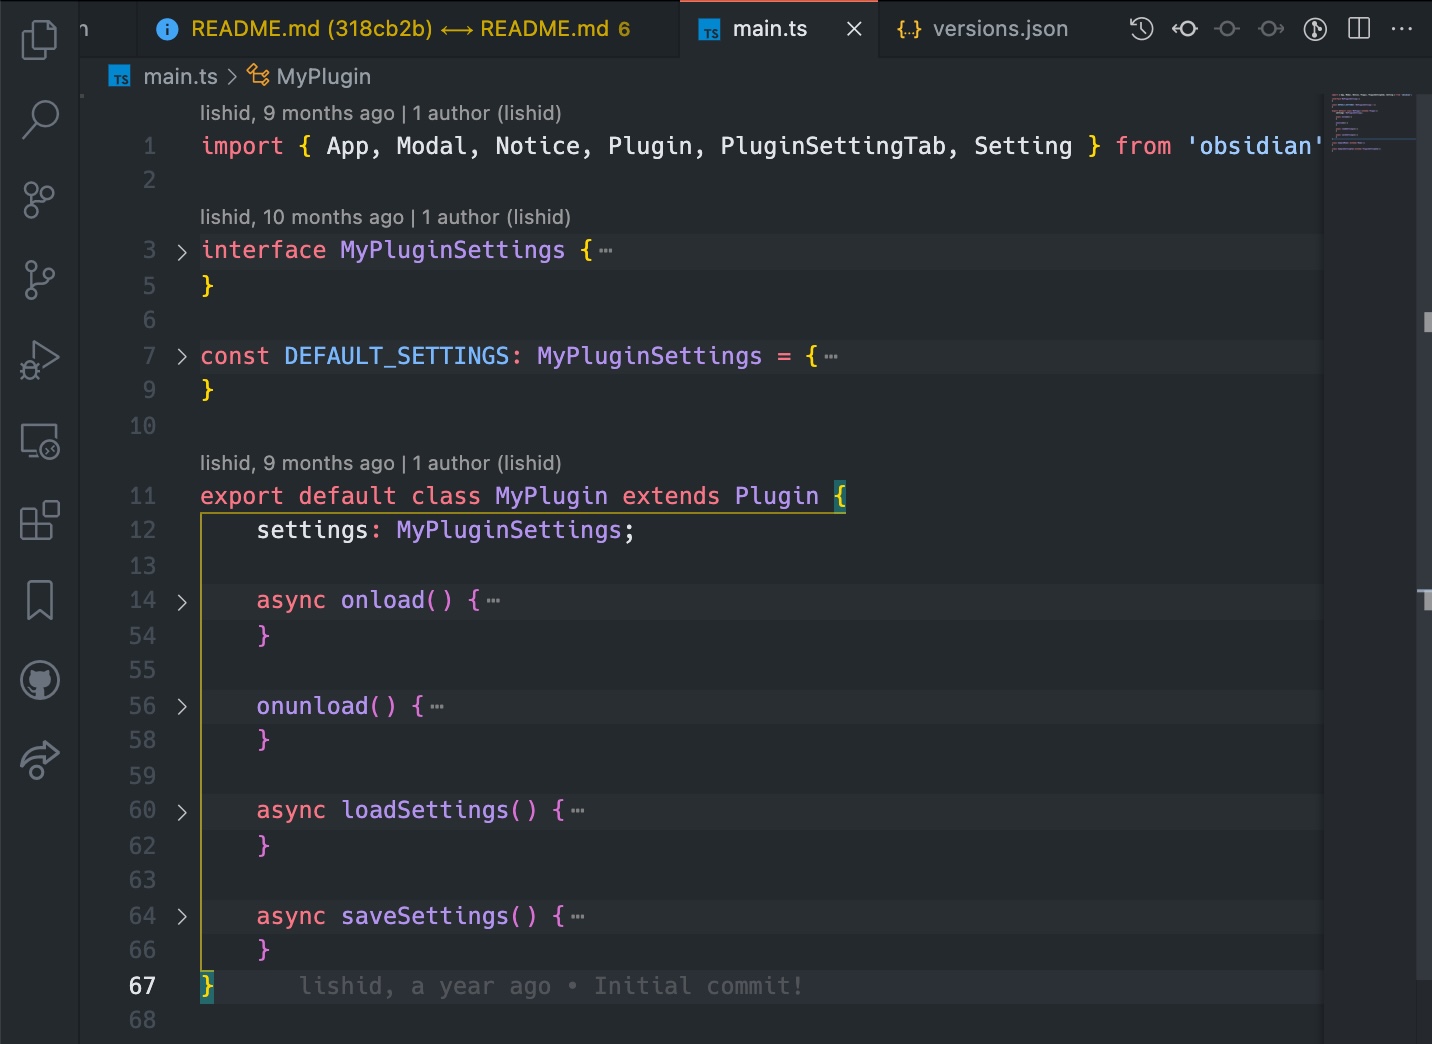 n README.md (318cb2b) ⟷ README.md 6 TS main.ts {..} versions.json
TS main.ts > MyPlugin
lishid, 9 months ago | 1 author (lishid)
1 import { App, Modal, Notice, Plugin, PluginSettingTab, Setting } from 'obsidian'
2
lishid, 10 months ago | 1 author (lishid)
3 interface MyPluginSettings { ⋯
5 }
6
7 const DEFAULT_SETTINGS: MyPluginSettings = { ⋯
9 }
10
lishid, 9 months ago | 1 author (lishid)
11 export default class MyPlugin extends Plugin {
12 settings: MyPluginSettings;
13
14 async onload() { ⋯
54 }
55
56 onunload() { ⋯
58 }
59
60 async loadSettings() { ⋯
62 }
63
64 async saveSettings() { ⋯
66 }
67 } lishid, a year ago • Initial commit!
68